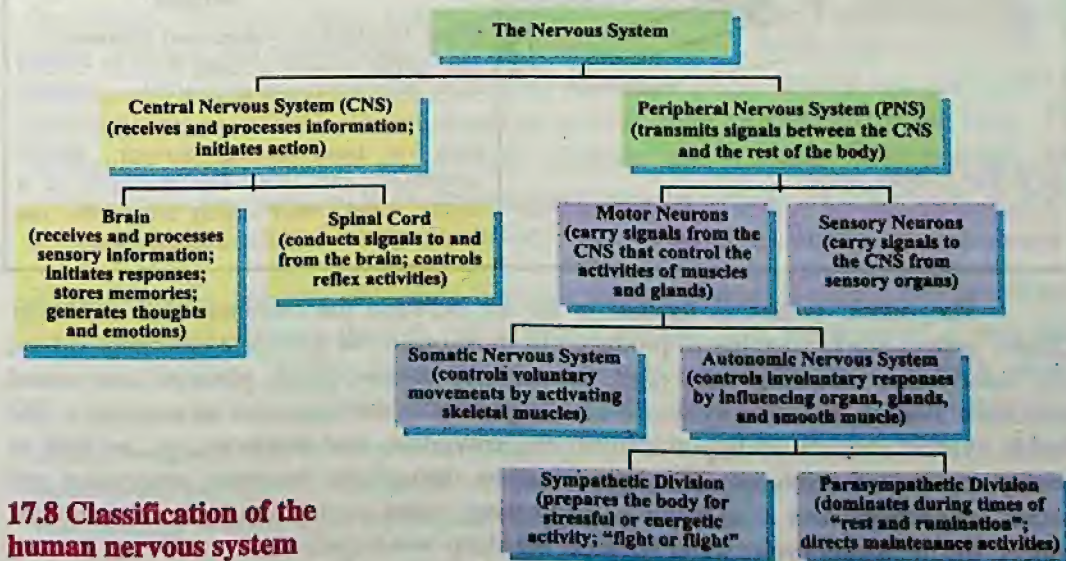 The Nervous System
Central Nervous System (CNS)
(receives and processes information;
initiates action)
Peripheral Nervous System (PNS)
(transmits signals between the CNS
and the rest of the body)
Brain
(receives and processes
sensory information;
initiates responses;
stores memories;
generates thoughts
and emotions)
Spinal Cord
(conducts signals to and
from the brain; controls
reflex activities)
Motor Neurons
(carry signals from the
CNS that control the
activities of muscles
and glands)
Sensory Neurons
(carry signals to
the CNS from
sensory organs)
Somatic Nervous System
(controls voluntary
movements by activating
skeletal muscles)
Autonomic Nervous System
(controls involuntary responses
by influencing organs, glands,
and smooth muscle)
Sympathetic Division
(prepares the body for
stressful or energetic
activity; "fight or flight"
Parasympathetic Division
(dominates during times of
"rest and rumination";
directs maintenance activities)
17.8 Classification of the
human nervous system